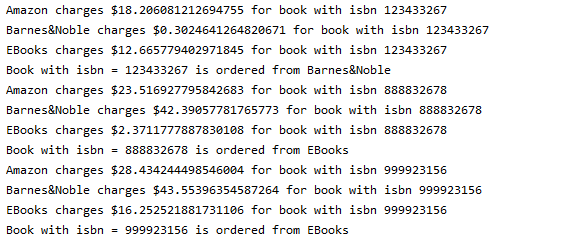 Amazon charges $18.206081212694755 for book with isbn 123433267
Barnes&Noble charges $0.3024641264820671 for book with isbn 123433267
EBooks charges $12.665779402971845 for book with isbn 123433267
Book with isbn = 123433267 is ordered from Barnes&Noble
Amazon charges $23.516927795842683 for book with isbn 888832678
Barnes&Noble charges $42.39057781765773 for book with isbn 888832678
EBooks charges $2.3711777887830108 for book with isbn 888832678
Book with isbn = 888832678 is ordered from EBooks
Amazon charges $28.434244498546004 for book with isbn 999923156
Barnes&Noble charges $43.55396354587264 for book with isbn 999923156
EBooks charges $16.252521881731106 for book with isbn 999923156
Book with isbn = 999923156 is ordered from EBooks